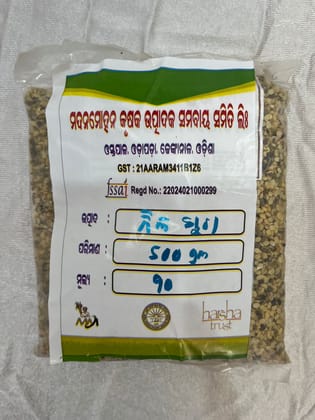 ମଦନମୋହନ କୃଷକ ଉତ୍ପାଦକ ସମବାୟ ସମିତି ଲିଃ
ଓଡ଼ାପଡ଼ା, ଢେଙ୍କାନାଳ, ଓଡ଼ିଶା
GST : 21AARAM3411B1Z6
fssai Regd No.: 22024021000299
ଉତ୍ପାଦ :
ପରିମାଣ : 500 gm
ମୂଲ୍ୟ : ୭୦
harsha
trust